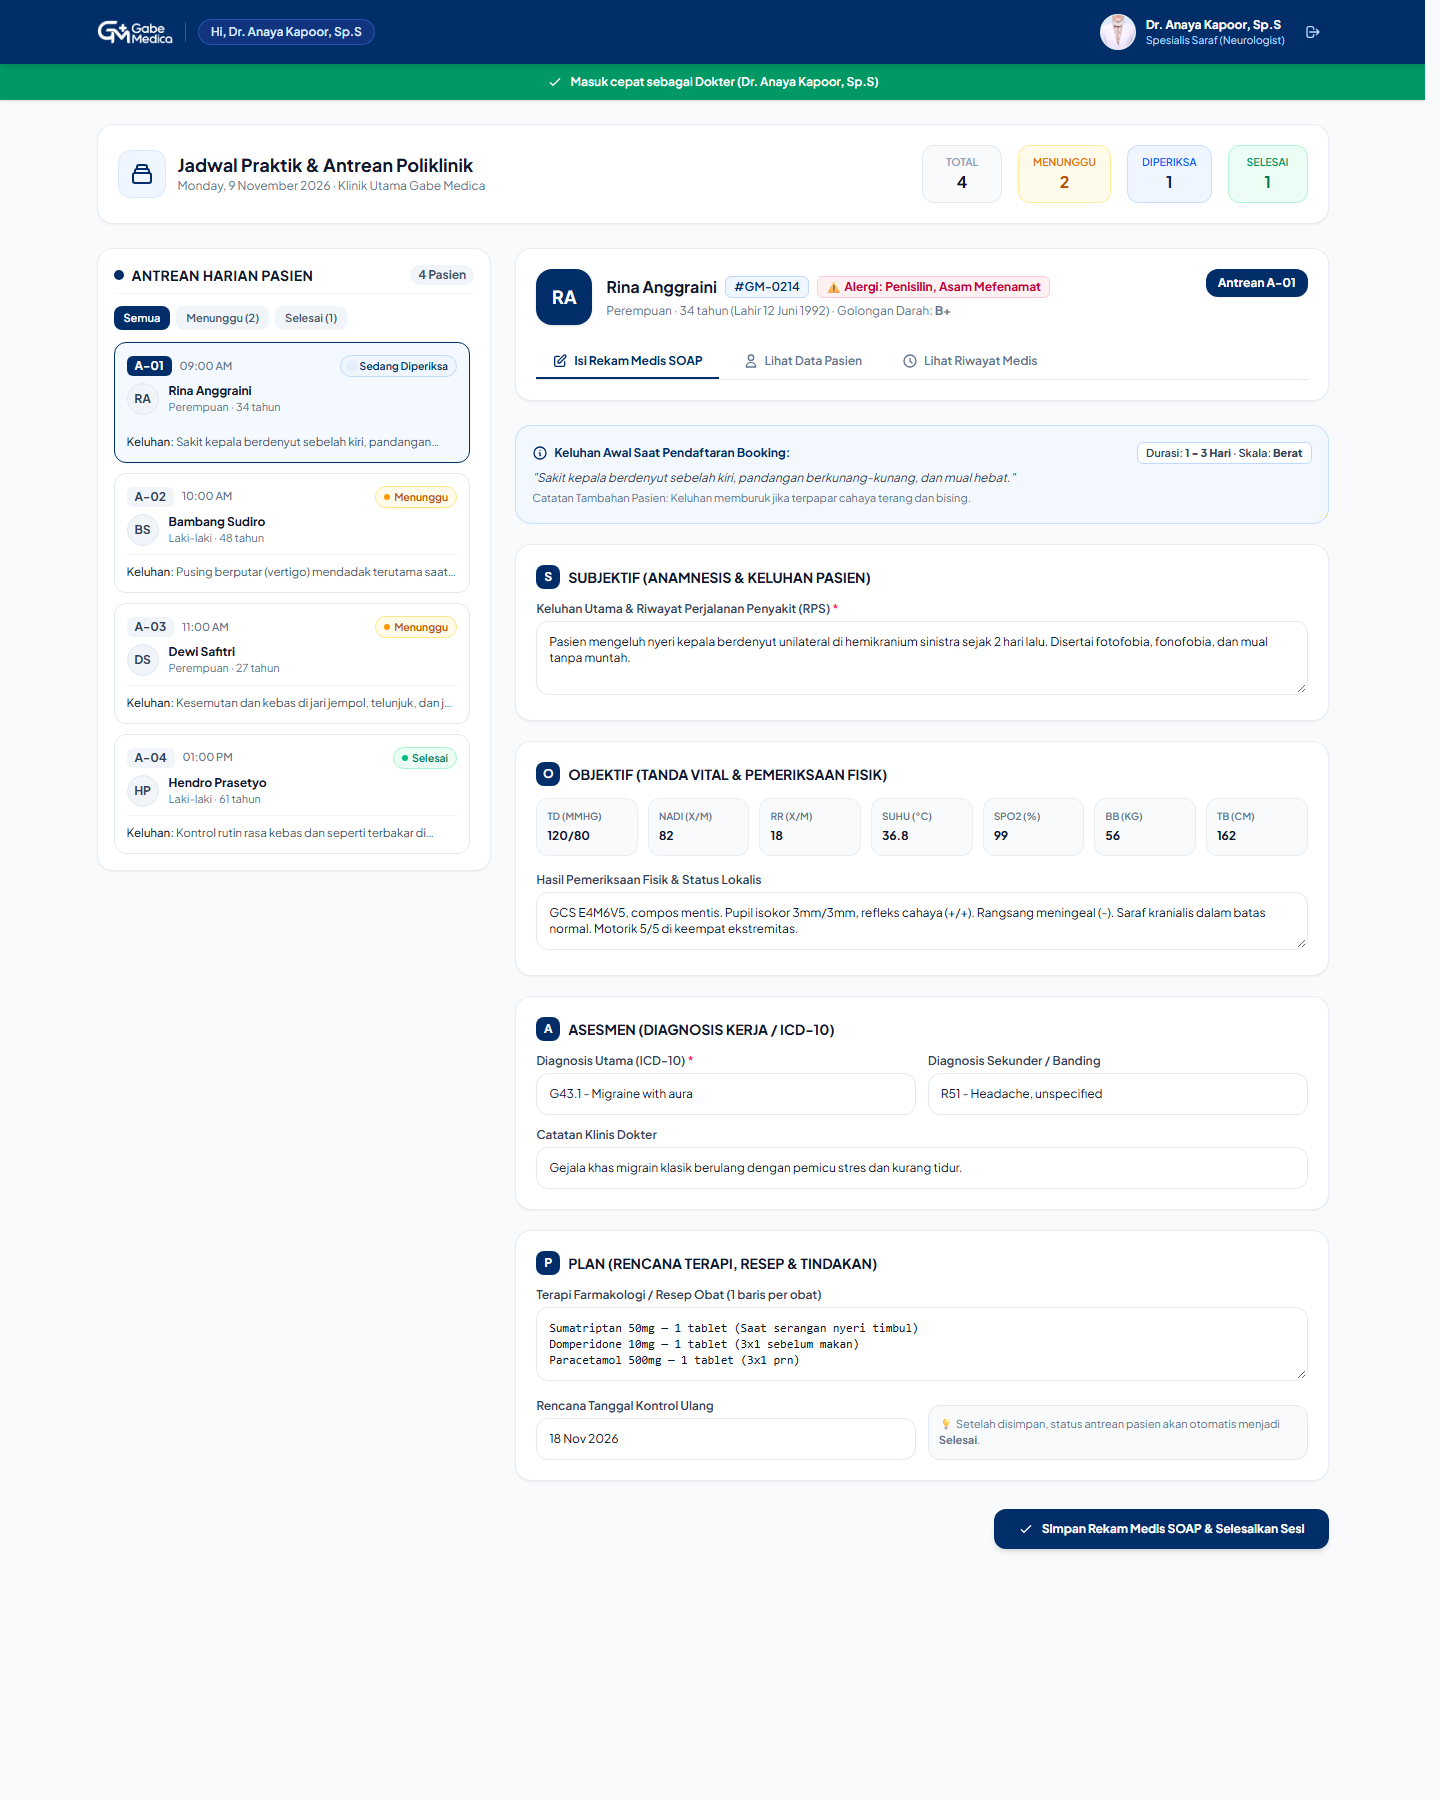 Gabe Medica
Hi, Dr. Anaya Kapoor, Sp.S
Dr. Anaya Kapoor, Sp.S
Spesialis Saraf (Neurologist)
Masuk cepat sebagai Dokter (Dr. Anaya Kapoor, Sp.S)
Jadwal Praktik & Antrean Poliklinik
Monday, 9 November 2026 · Klinik Utama Gabe Medica
TOTAL
4
MENUNGGU
2
DIPERIKSA
1
SELESAI
1
ANTREAN HARIAN PASIEN
4 Pasien
Semua
Menunggu (2)
Selesai (1)
A-01 09:00 AM
Sedang Diperiksa
RA
Rina Anggraini
Perempuan · 34 tahun
Keluhan: Sakit kepala berdenyut sebelah kiri, pandangan...
A-02 10:00 AM
Menunggu
BS
Bambang Sudiro
Laki-laki · 48 tahun
Keluhan: Pusing berputar (vertigo) mendadak terutama saat...
A-03 11:00 AM
Menunggu
DS
Dewi Safitri
Perempuan · 27 tahun
Keluhan: Kesemutan dan kebas di jari jempol, telunjuk, dan j...
A-04 01:00 PM
Selesai
HP
Hendro Prasetyo
Laki-laki · 61 tahun
Keluhan: Kontrol rutin rasa kebas dan seperti terbakar di...
RA
Rina Anggraini
#GM-0214
⚠️ Alergi: Penisilin, Asam Mefenamat
Antrean A-01
Perempuan · 34 tahun (Lahir 12 Juni 1992) · Golongan Darah: B+
Isi Rekam Medis SOAP
Lihat Data Pasien
Lihat Riwayat Medis
Keluhan Awal Saat Pendaftaran Booking:
Durasi: 1 - 3 Hari · Skala: Berat
"Sakit kepala berdenyut sebelah kiri, pandangan berkunang-kunang, dan mual hebat."
Catatan Tambahan Pasien: Keluhan memburuk jika terpapar cahaya terang dan bising.
S SUBJEKTIF (ANAMNESIS & KELUHAN PASIEN)
Keluhan Utama & Riwayat Perjalanan Penyakit (RPS) *
Pasien mengeluh nyeri kepala berdenyut unilateral di hemikranium sinistra sejak 2 hari lalu. Disertai fotofobia, fonofobia, dan mual
tanpa muntah.
O OBJEKTIF (TANDA VITAL & PEMERIKSAAN FISIK)
TD (MMHG)
120/80
NADI (X/M)
82
RR (X/M)
18
SUHU (°C)
36.8
SPO2 (%)
99
BB (KG)
56
TB (CM)
162
Hasil Pemeriksaan Fisik & Status Lokalis
GCS E4M6V5, compos mentis. Pupil isokor 3mm/3mm, refleks cahaya (+/+). Rangsang meningeal (-). Saraf kranialis dalam batas
normal. Motorik 5/5 di keempat ekstremitas.
A ASESMEN (DIAGNOSIS KERJA / ICD-10)
Diagnosis Utama (ICD-10) *
G43.1 - Migraine with aura
Diagnosis Sekunder / Banding
R51 - Headache, unspecified
Catatan Klinis Dokter
Gejala khas migrain klasik berulang dengan pemicu stres dan kurang tidur.
P PLAN (RENCANA TERAPI, RESEP & TINDAKAN)
Terapi Farmakologi / Resep Obat (1 baris per obat)
Sumatriptan 50mg — 1 tablet (Saat serangan nyeri timbul)
Domperidone 10mg — 1 tablet (3x1 sebelum makan)
Paracetamol 500mg — 1 tablet (3x1 prn)
Rencana Tanggal Kontrol Ulang
18 Nov 2026
💡 Setelah disimpan, status antrean pasien akan otomatis menjadi
Selesai.
Simpan Rekam Medis SOAP & Selesaikan Sesi